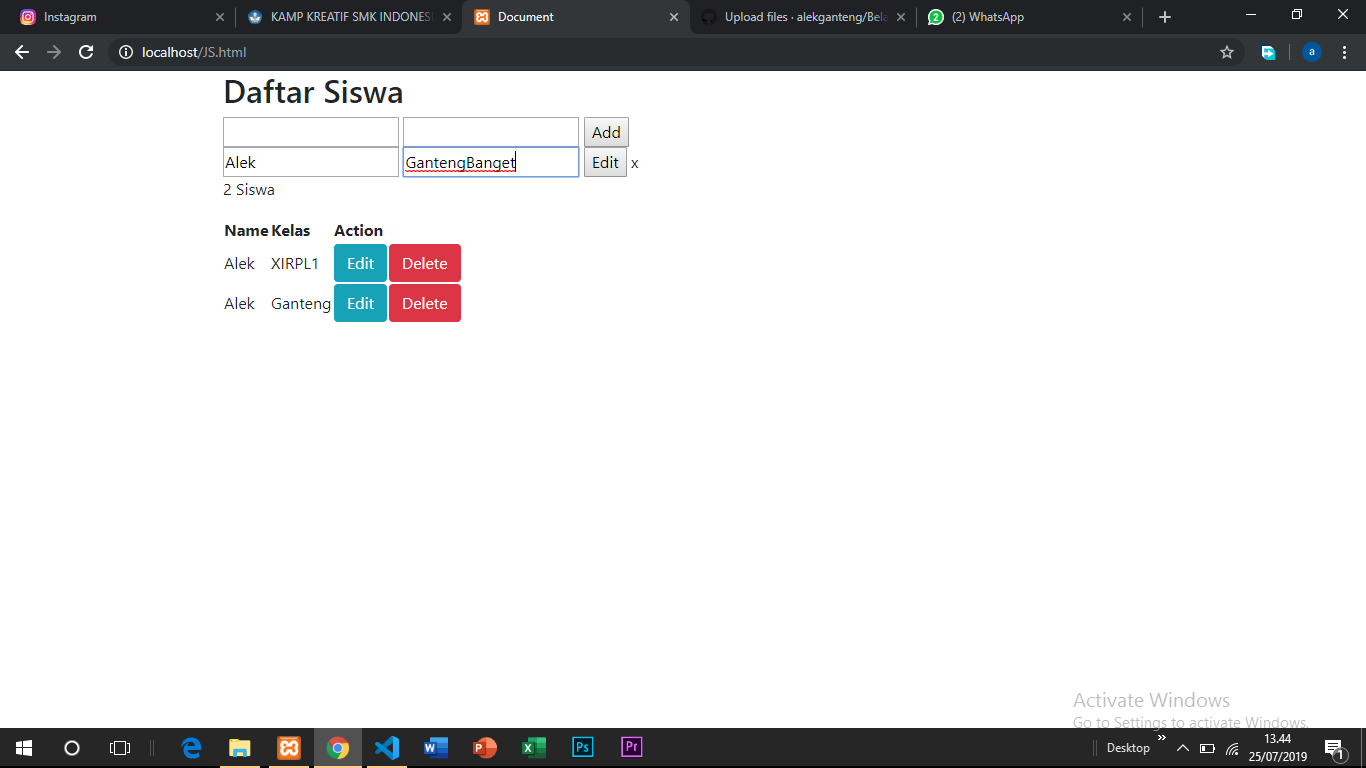 Instagram
KAMP KREATIF SMK INDONESI
Document
Upload files · alekganteng/Bela
(2) WhatsApp
localhost/JS.html
a
Daftar Siswa
Add
Alek GantengBanget Edit x
2 Siswa
Name Kelas Action
Alek XIRPL1 Edit Delete
Alek Ganteng Edit Delete
Activate Windows
Go to Settings to activate Windows.
Desktop
13.44
25/07/2019
1
Ps
Pr